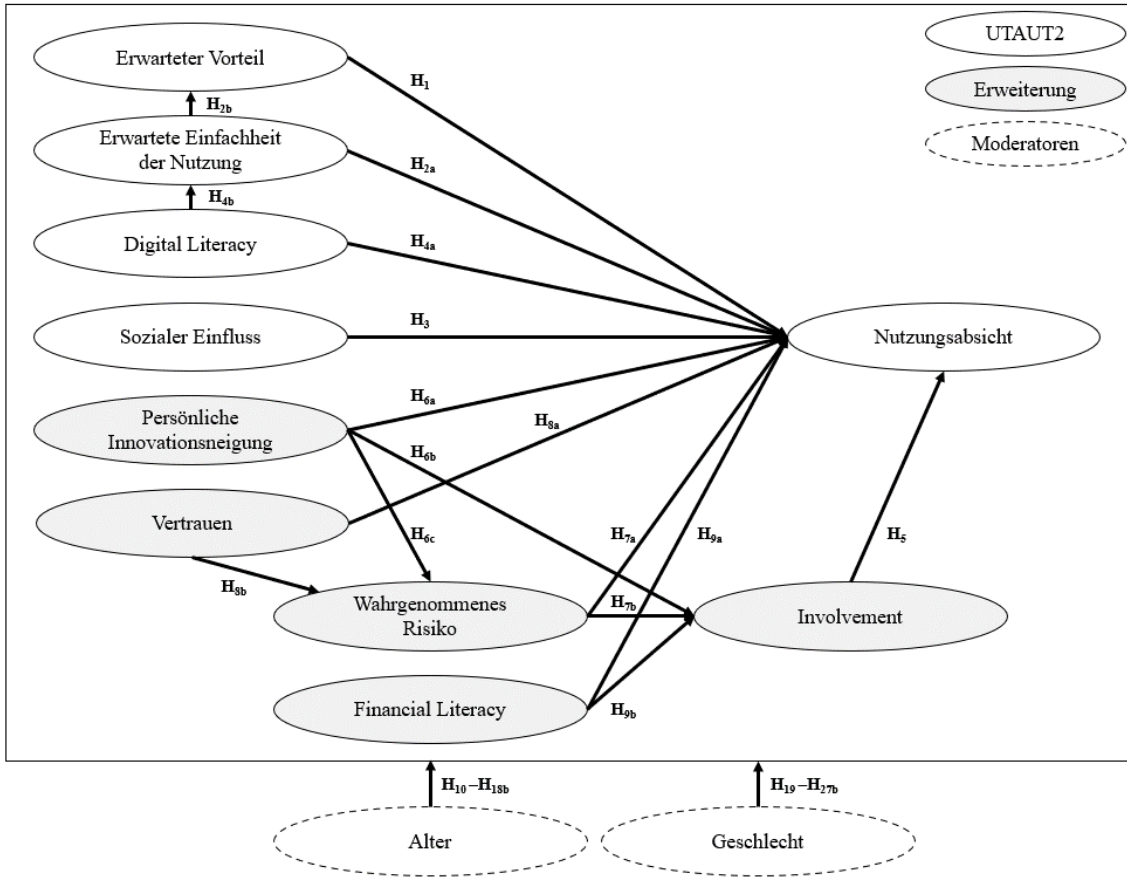 Erwarteter Vorteil
UTAUT2
H1
Erweiterung
H2b
Erwartete Einfachheit
der Nutzung
Moderatoren
H2a
H4b
Digital Literacy
H4a
Sozialer Einfluss
H3
Nutzungsabsicht
Persönliche
Innovationsneigung
H6a
H8a
H6b
Vertrauen
H6c
H7a
H9a
H5
H8b
Wahrgenommenes
Risiko
H7b
Involvement
Financial Literacy
H9b
H10–H18b
H19–H27b
Alter
Geschlecht